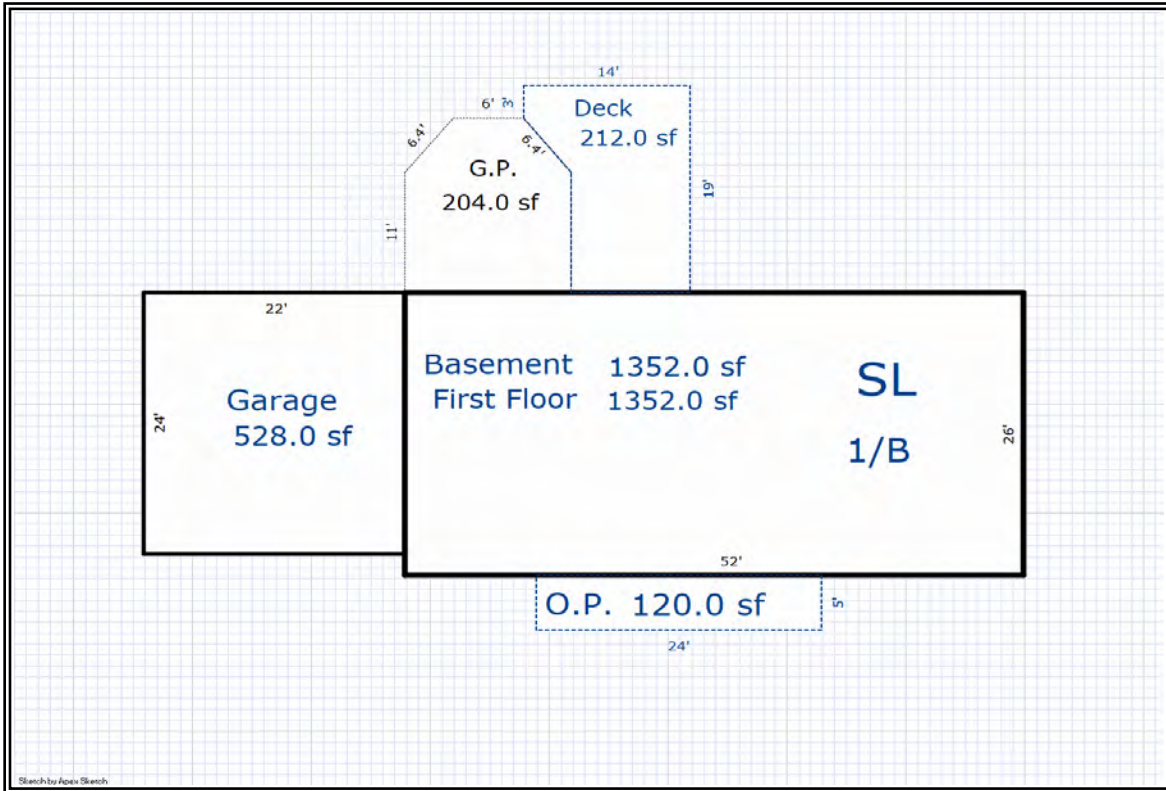 14'
6'
3'
Deck
212.0 sf
6.4'
6.4'
G.P.
204.0 sf
19'
11'
22'
Basement 1352.0 sf
First Floor 1352.0 sf
SL
Garage
528.0 sf
24'
26'
1/B
52'
O.P. 120.0 sf
5'
24'
Sketch by Apex Sketch